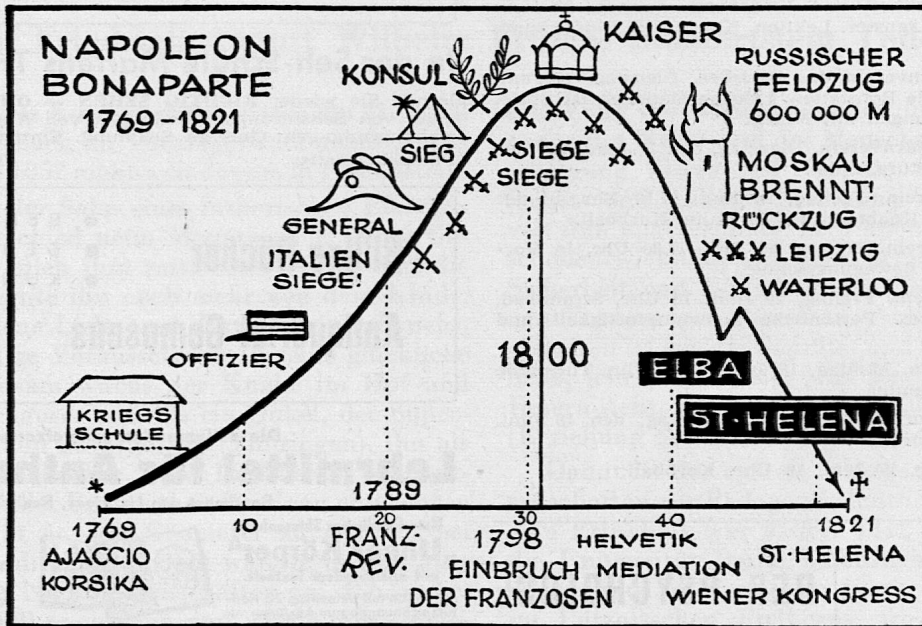 NAPOLEON
BONAPARTE
1769-1821
KONSUL
KAISER
RUSSISCHER
FELDZUG
600 000 M
SIEG
SIEGE
SIEGE
MOSKAU
BRENNT!
RÜCKZUG
LEIPZIG
WATERLOO
GENERAL
ITALIEN
SIEGE!
OFFIZIER
1800
ELBA
ST·HELENA
KRIEGS
SCHULE
1769
10
20
30
40
1821
1789
AJACCIO
KORSIKA
FRANZ-
REV.
1798
HELVETIK
ST·HELENA
EINBRUCH
MEDIATION
WIENER KONGRESS
DER FRANZOSEN